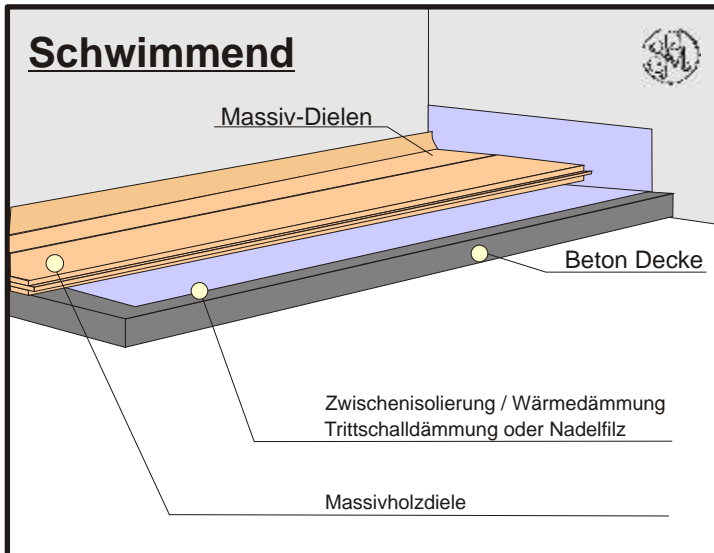 Schwimmend
Massiv-Dielen
Beton Decke
Zwischenisolierung / Wärmedämmung
Trittschalldämmung oder Nadelfilz
Massivholzdiele